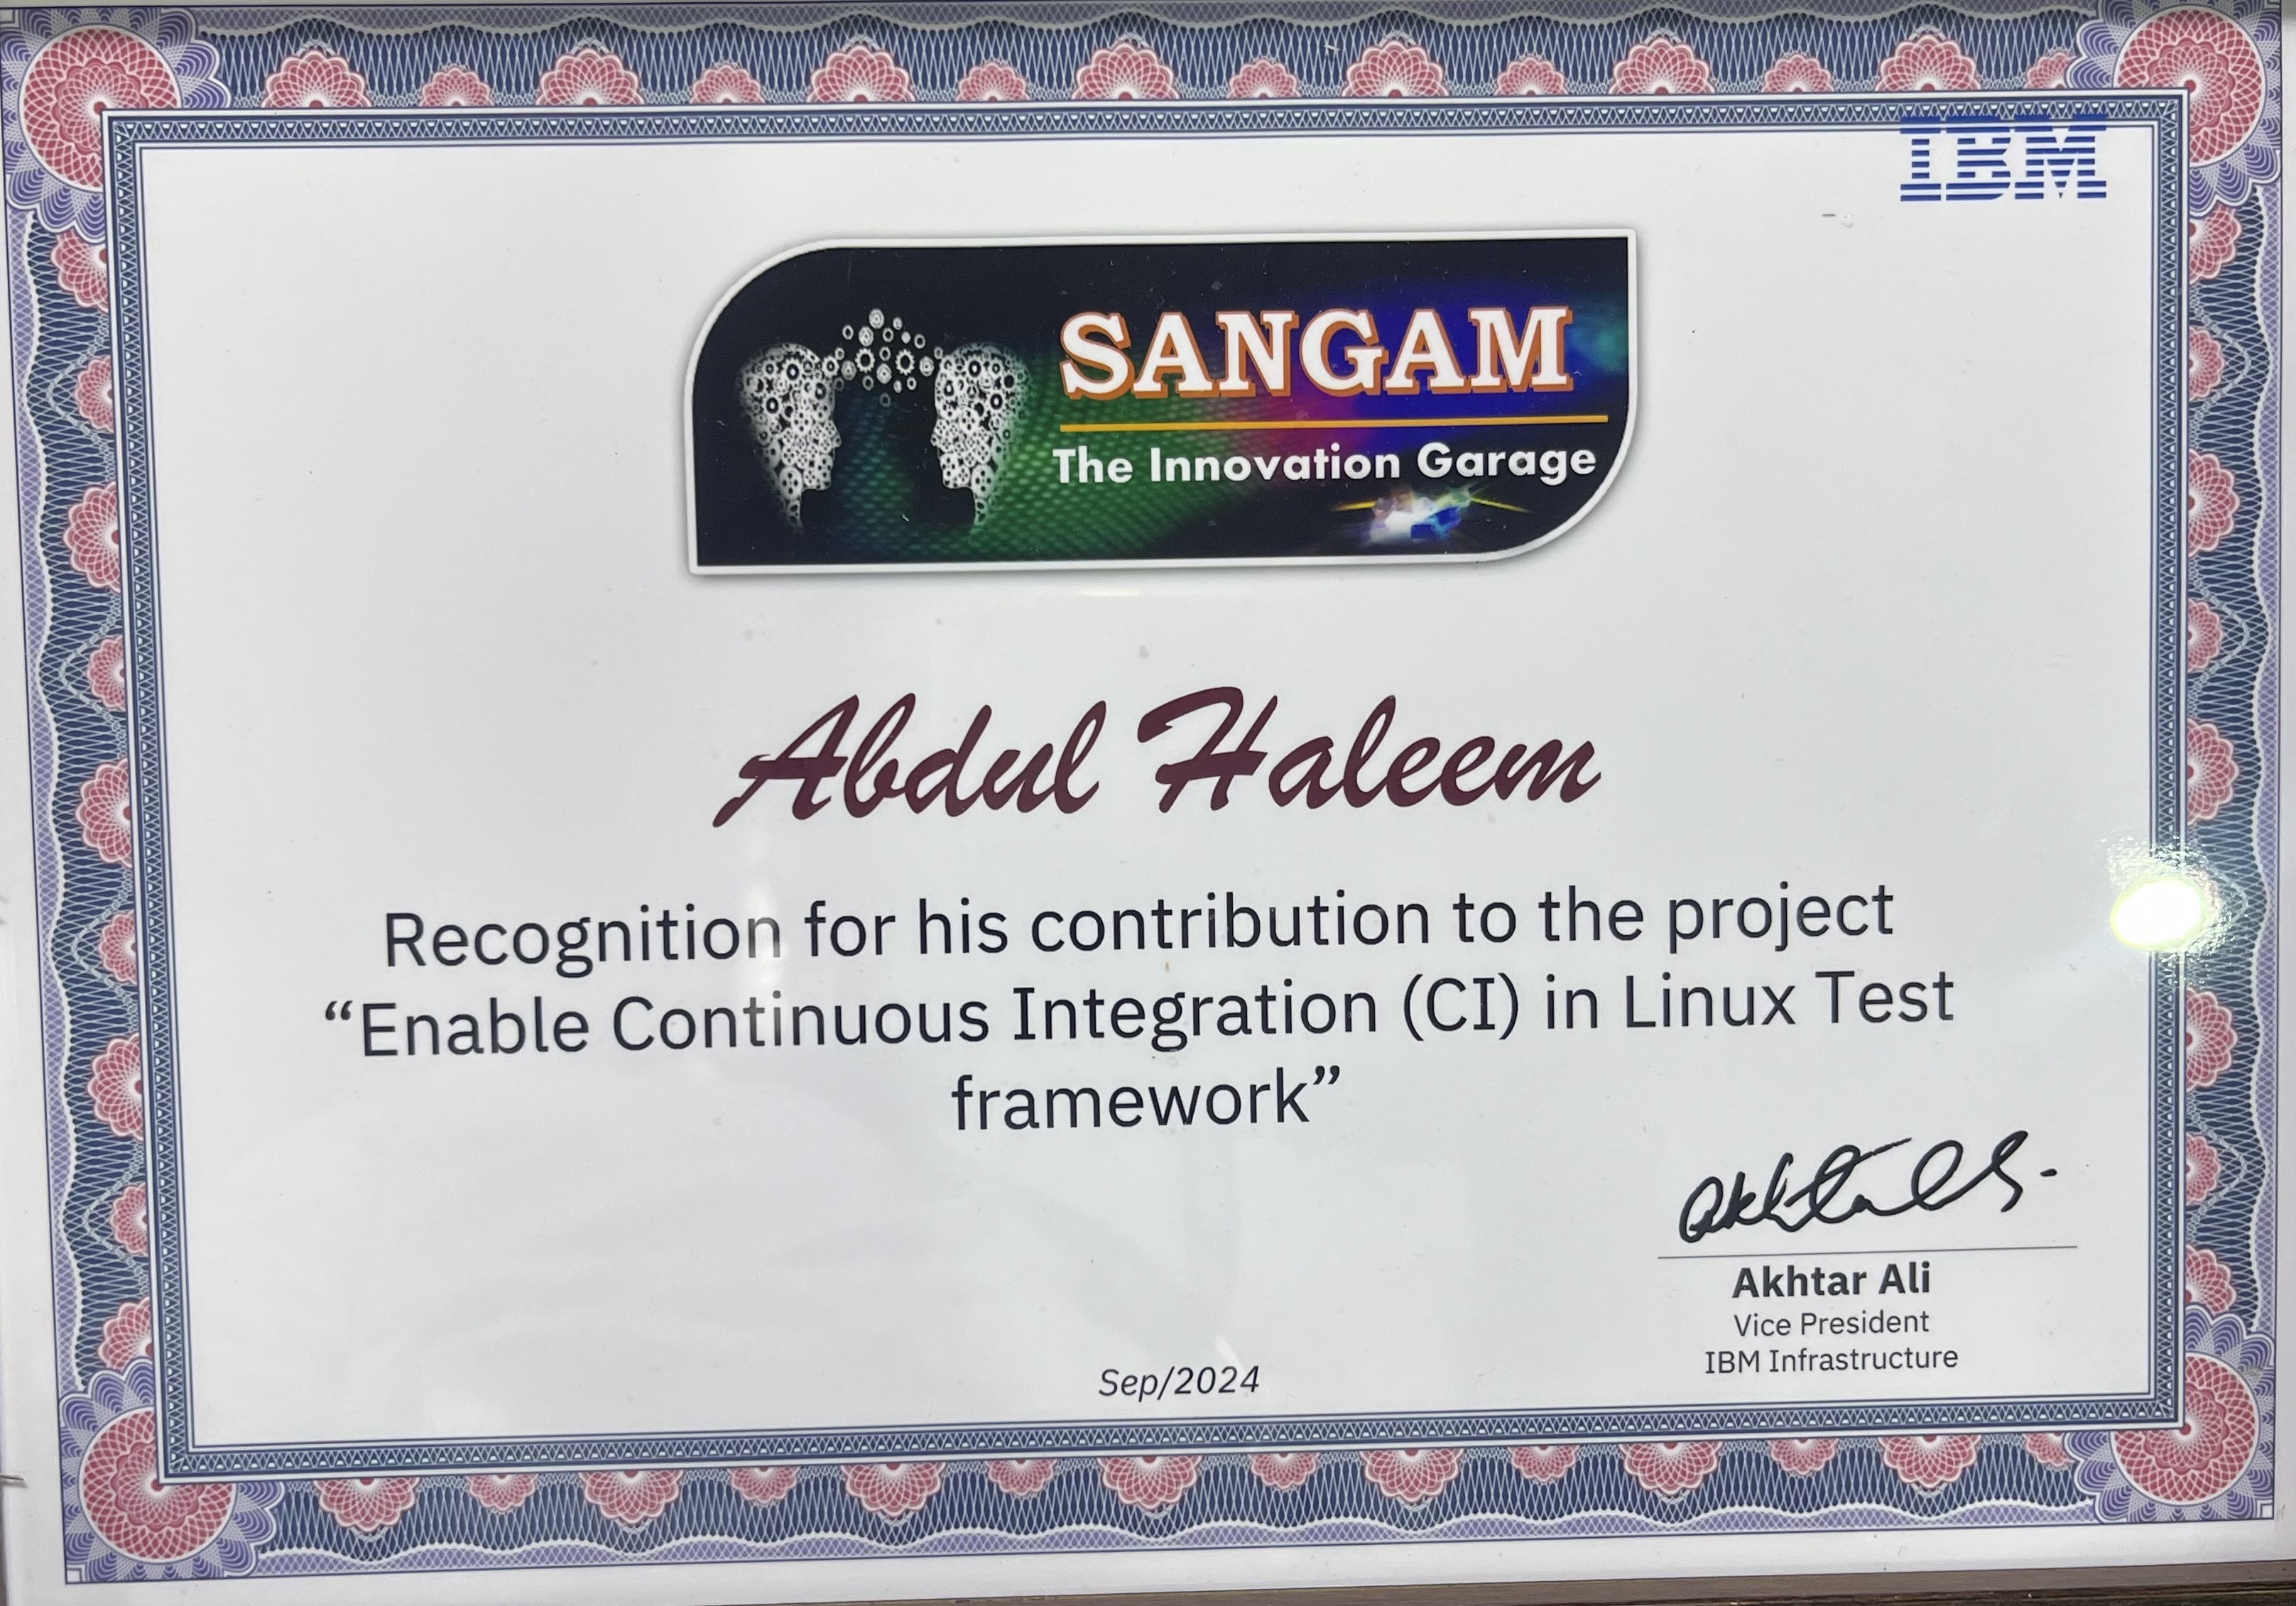 IBM
SANGAM
The Innovation Garage
Abdul Haleem
Recognition for his contribution to the project
“Enable Continuous Integration (CI) in Linux Test
framework”
Akhtar Ali
Vice President
IBM Infrastructure
Sep/2024